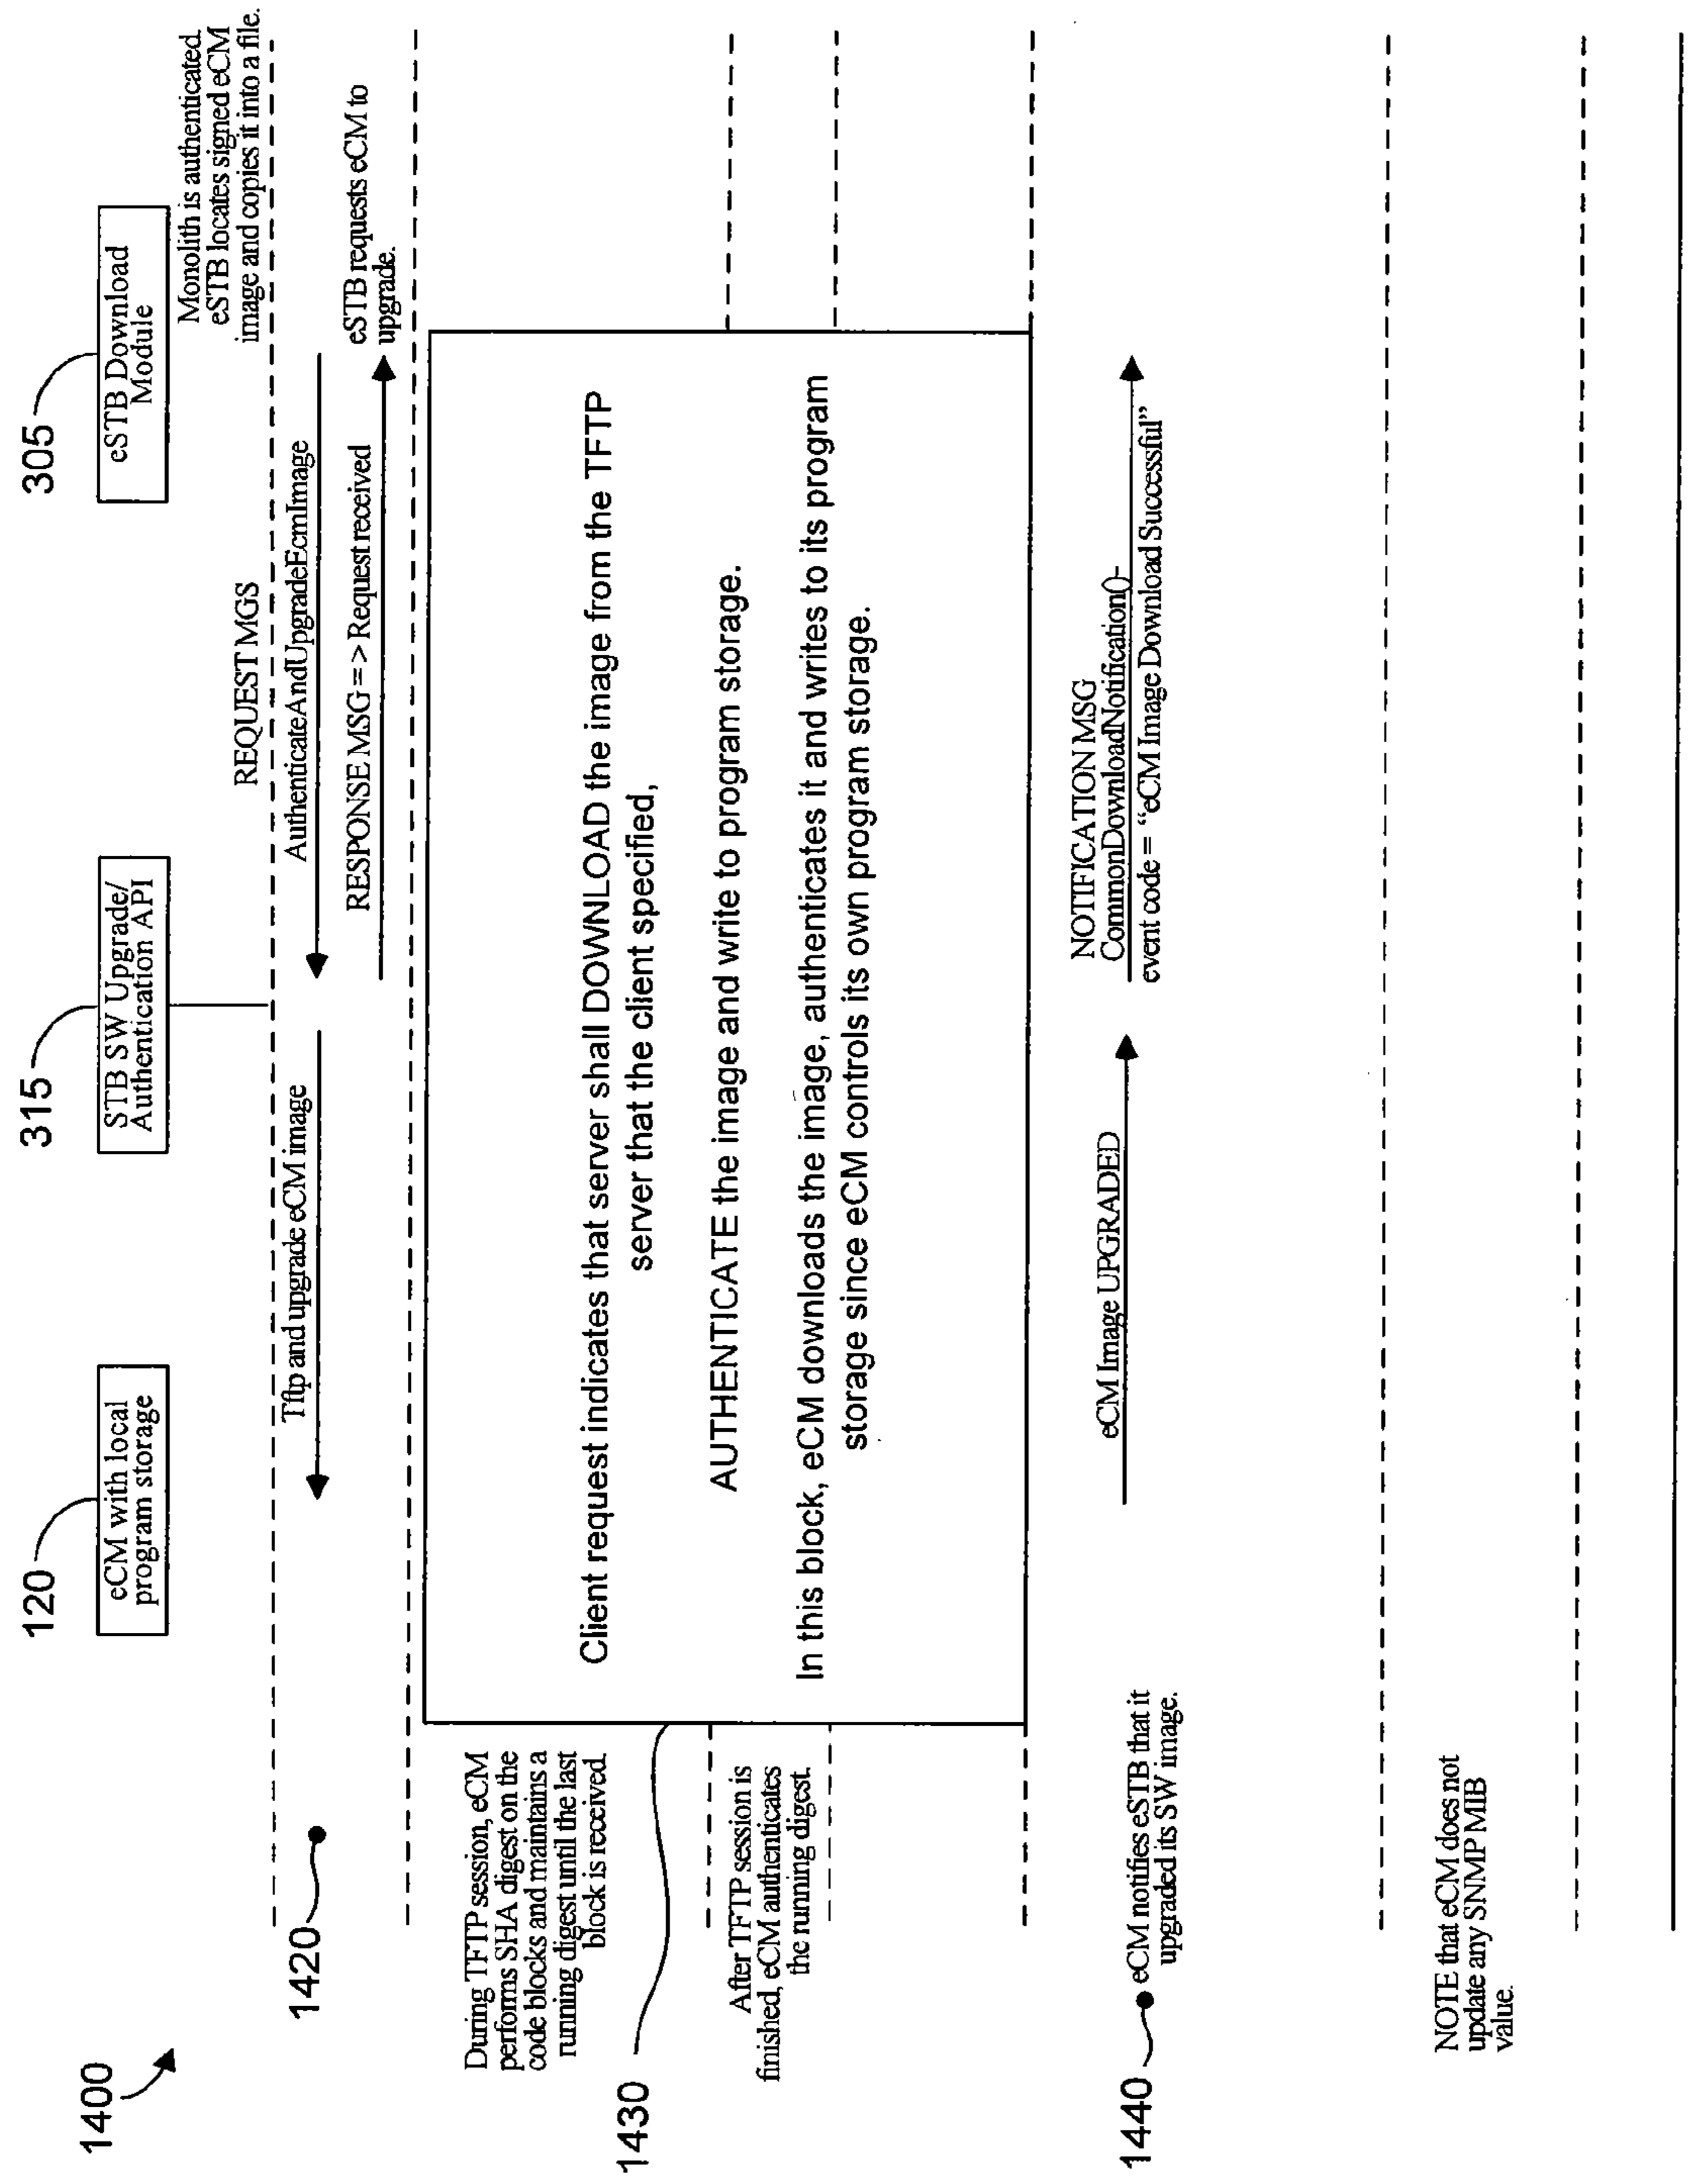 1400
120
315
305
eCM with local
program storage
STB SW Upgrade/
Authentication API
eSTB Download
Module
Monolith is authenticated.
eSTB locates signed eCM
image and copies it into a file.
REQUEST MGS
1420
Tftp and upgrade eCM image
AuthenticateAndUpgradeEcmImage
RESPONSE MSG = > Request received
eSTB requests eCM to
upgrade.
During TFTP session, eCM
performs SHA digest on the
code blocks and maintains a
running digest until the last
block is received.
1430
After TFTP session is
finished, eCM authenticates
the running digest.
Client request indicates that server shall DOWNLOAD the image from the TFTP
server that the client specified,
AUTHENTICATE the image and write to program storage.
In this block, eCM downloads the image, authenticates it and writes to its program
storage since eCM controls its own program storage.
1440
eCM notifies eSTB that it
upgraded its SW image.
eCM Image UPGRADED
NOTIFICATION MSG
CommonDownloadNotification()-
event code = “eCM Image Download Successful”
NOTE that eCM does not
update any SNMP MIB
value.